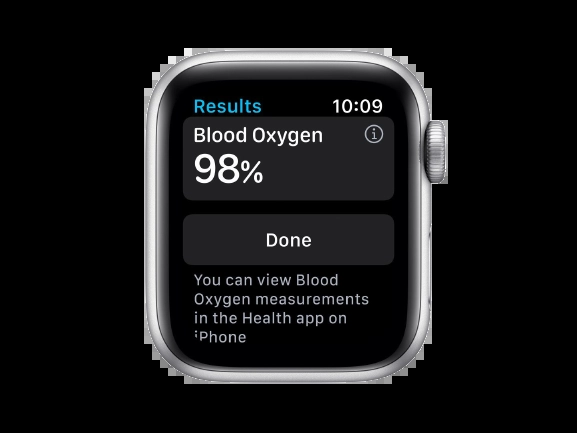 Results 10:09
Blood Oxygen
98%
Done
You can view Blood
Oxygen measurements
in the Health app on
iPhone